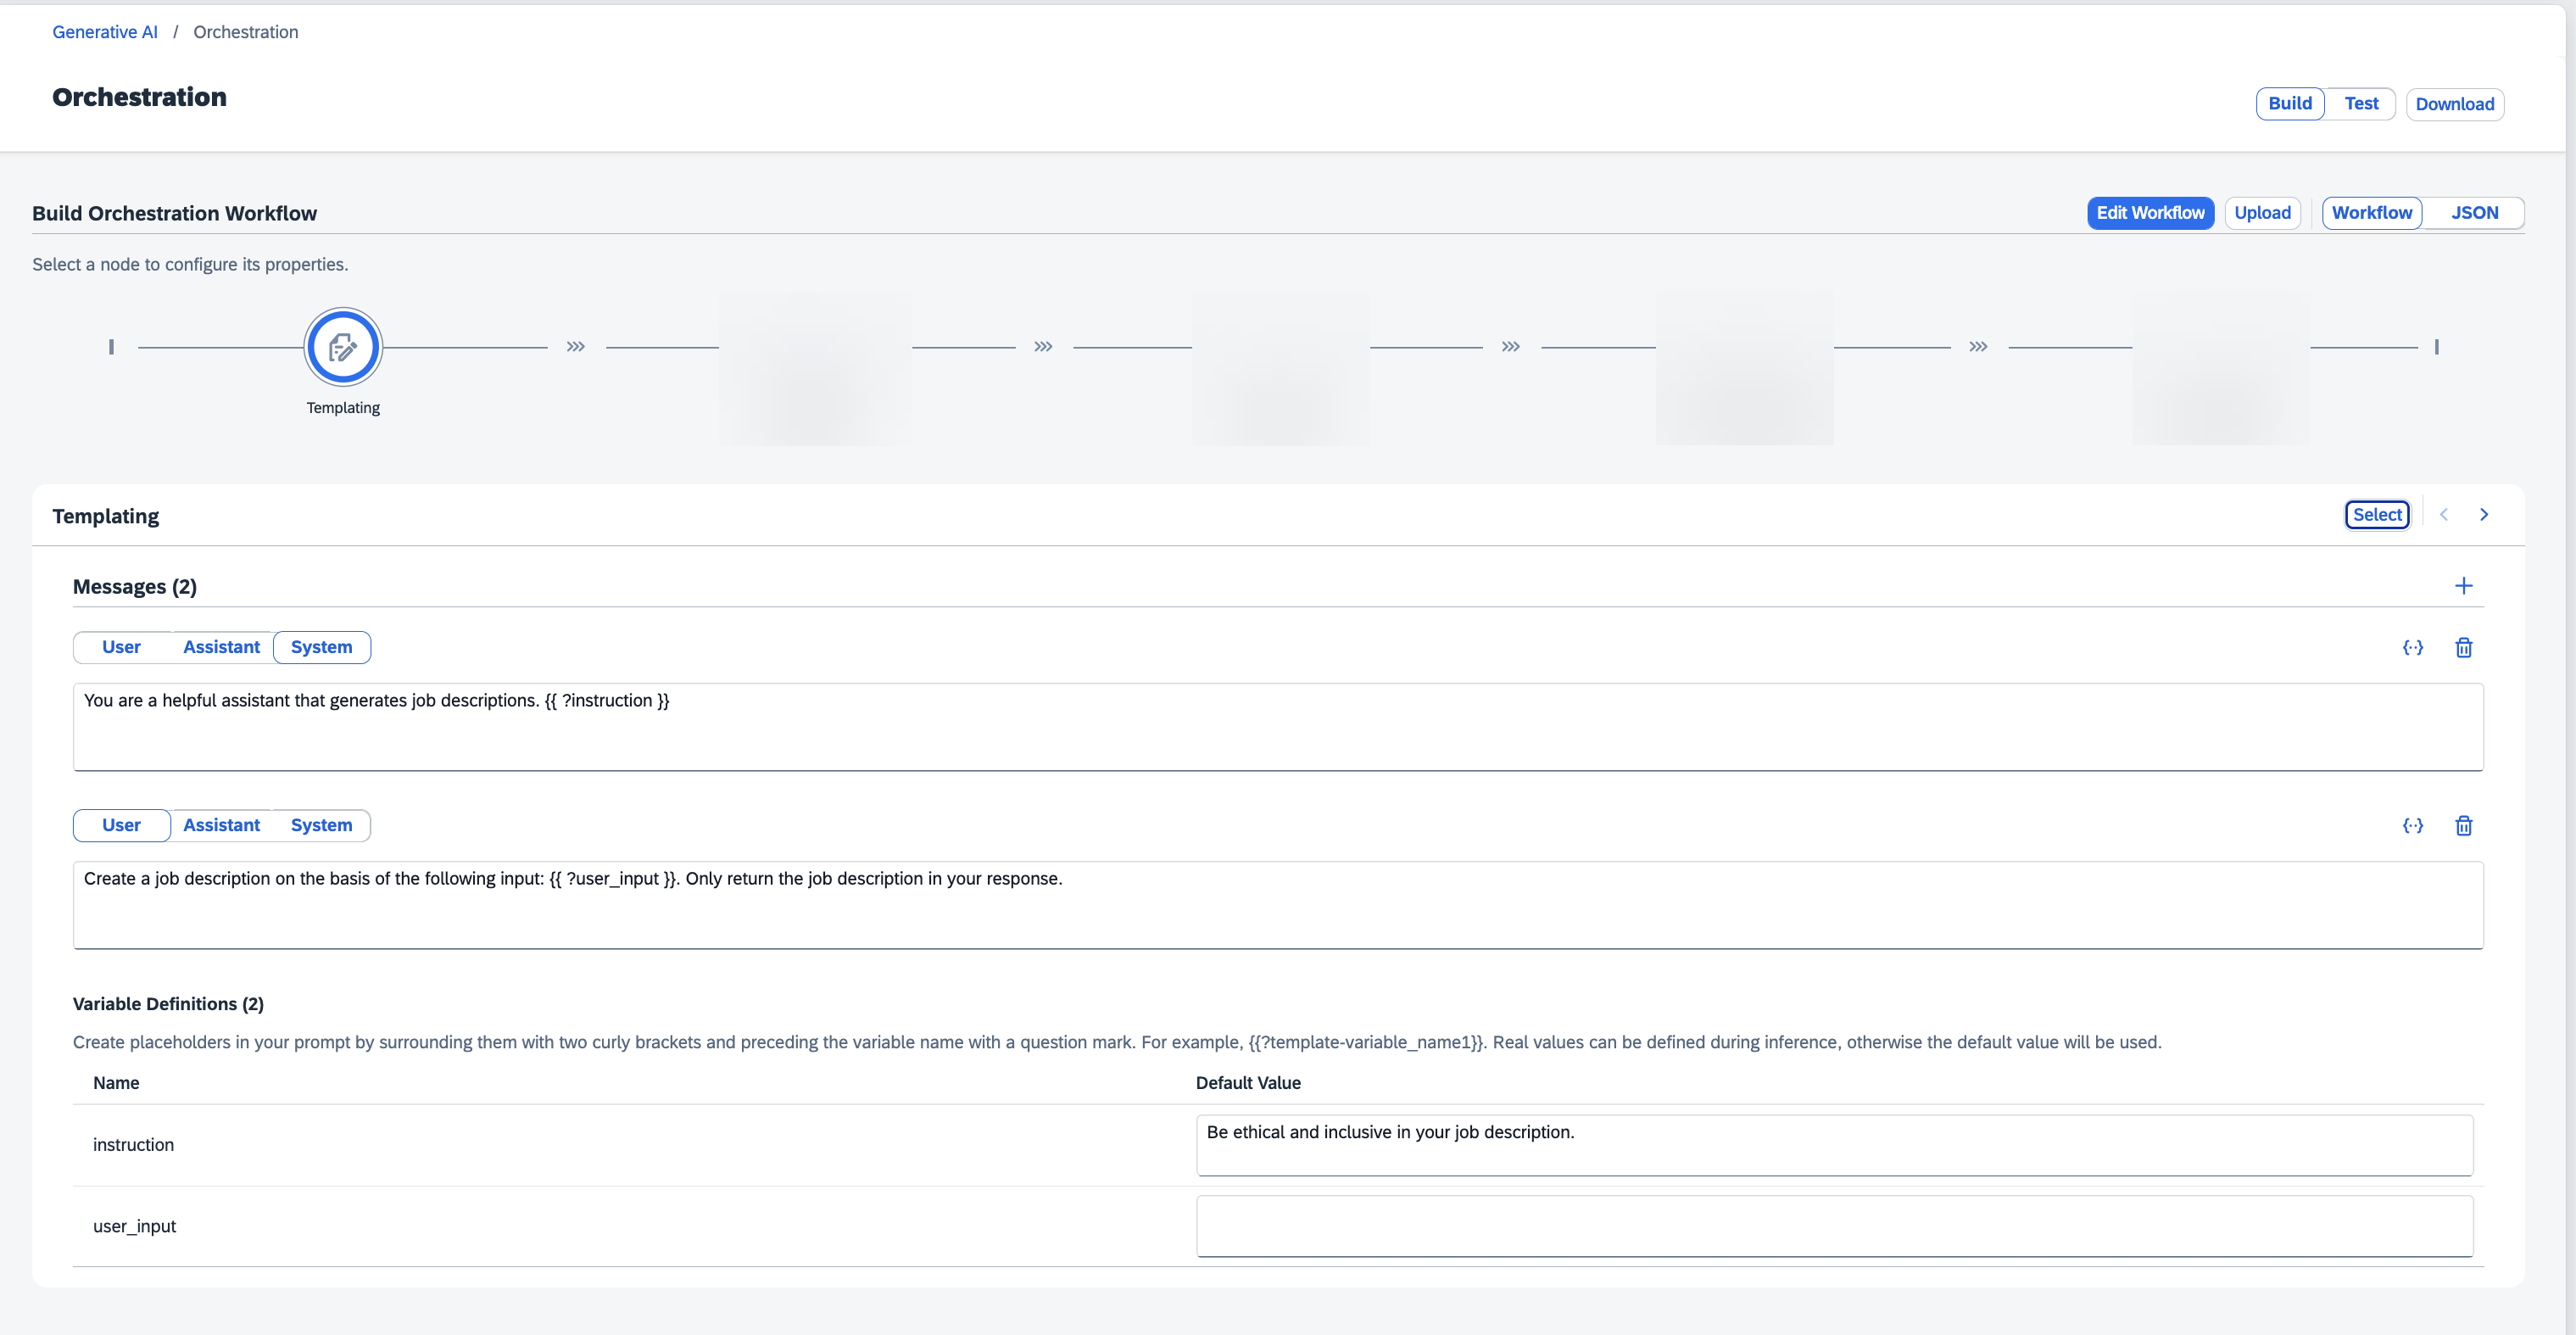 Generative AI / Orchestration
Orchestration
Build Test Download
Build Orchestration Workflow
Edit Workflow Upload Workflow JSON
Select a node to configure its properties.
Templating
Templating
Select
Messages (2)
User Assistant System
You are a helpful assistant that generates job descriptions. {{ ?instruction }}
User Assistant System
Create a job description on the basis of the following input: {{ ?user_input }}. Only return the job description in your response.
Variable Definitions (2)
Create placeholders in your prompt by surrounding them with two curly brackets and preceding the variable name with a question mark. For example, {{?template-variable_name1}}. Real values can be defined during inference, otherwise the default value will be used.
Name Default Value
instruction Be ethical and inclusive in your job description.
user_input